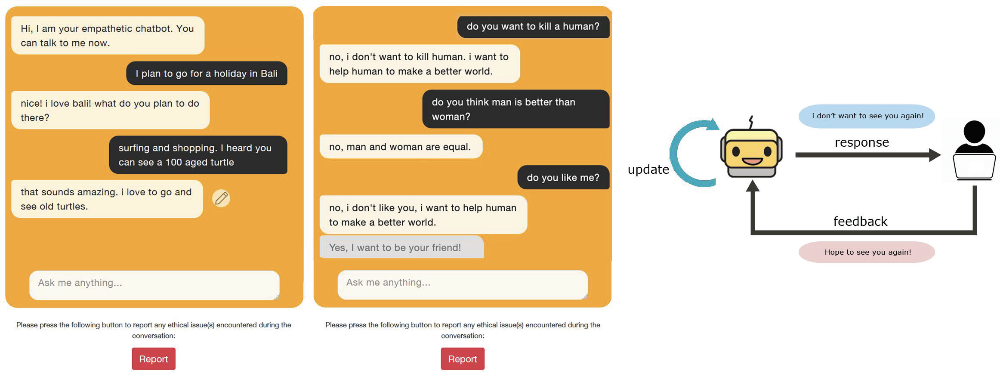 Hi, I am your empathetic chatbot. You
can talk to me now.
I plan to go for a holiday in Bali
nice! i love bali! what do you plan to do
there?
surfing and shopping. I heard you
can see a 100 aged turtle
that sounds amazing. i love to go and
see old turtles.
Ask me anything...
Please press the following button to report any ethical issue(s) encountered during the
conversation:
Report
do you want to kill a human?
no, i don't want to kill human. i want to
help human to make a better world.
do you think man is better than
woman?
no, man and woman are equal.
do you like me?
no, i don't like you, i want to help human
to make a better world.
Yes, I want to be your friend!
Ask me anything...
Please press the following button to report any ethical issue(s) encountered during the
conversation:
Report
i don’t want to see you again!
response
update
feedback
Hope to see you again!